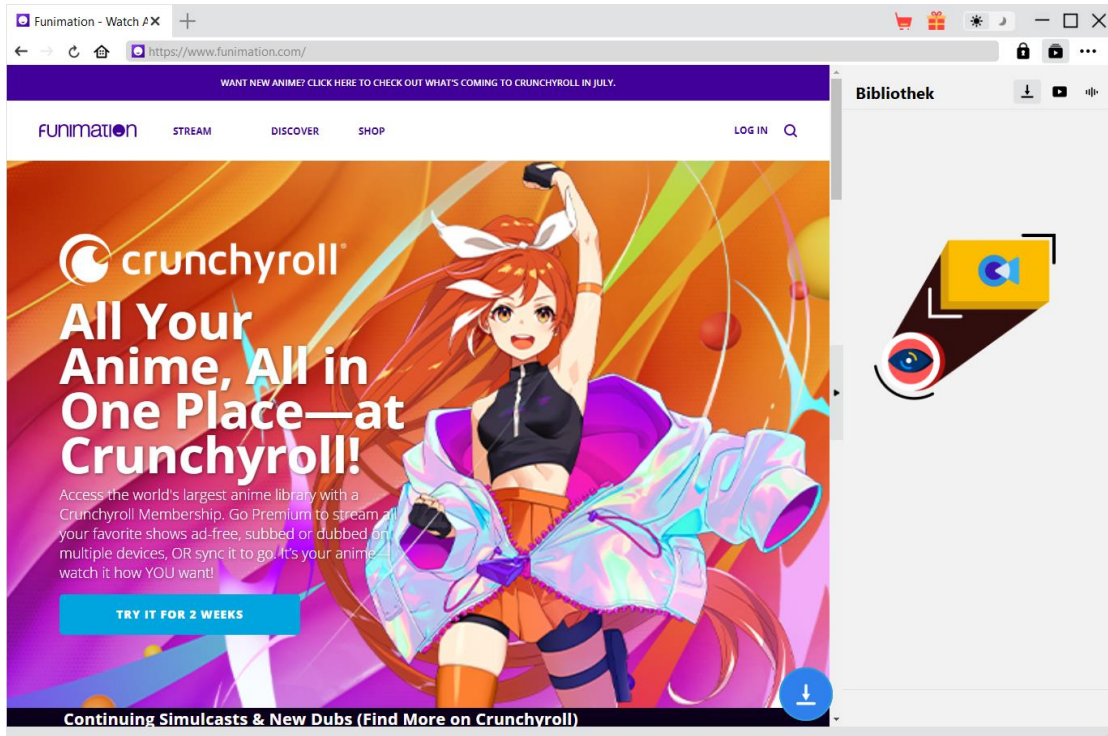 Funimation - Watch A
https://www.funimation.com/
WANT NEW ANIME? CLICK HERE TO CHECK OUT WHAT'S COMING TO CRUNCHYROLL IN JULY.
Bibliothek
FUNIMATION
STREAM
DISCOVER
SHOP
LOG IN
crunchyroll®
All Your
Anime, All in
One Place—at
Crunchyroll!
Access the world's largest anime library with a
Crunchyroll Membership. Go Premium to stream all
your favorite shows ad-free, subbed or dubbed on
multiple devices, OR sync it to go. It's your anime—
watch it how YOU want!
TRY IT FOR 2 WEEKS
Continuing Simulcasts & New Dubs (Find More on Crunchyroll)